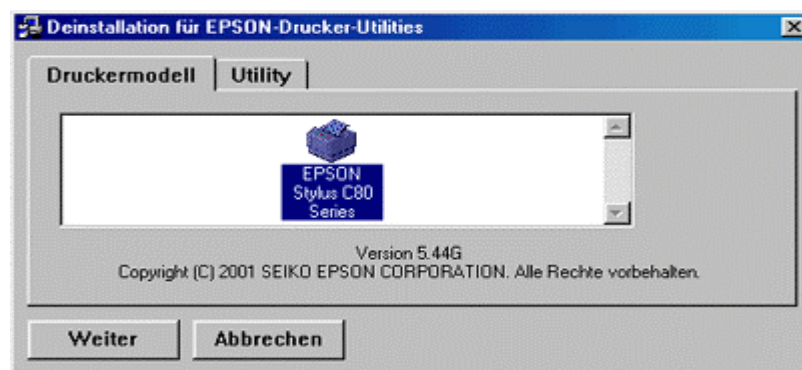 Deinstallation für EPSON-Drucker-Utilities
Druckermodell Utility
EPSON
Stylus C80
Series
Version 5.44G
Copyright (C) 2001 SEIKO EPSON CORPORATION. Alle Rechte vorbehalten.
Weiter Abbrechen